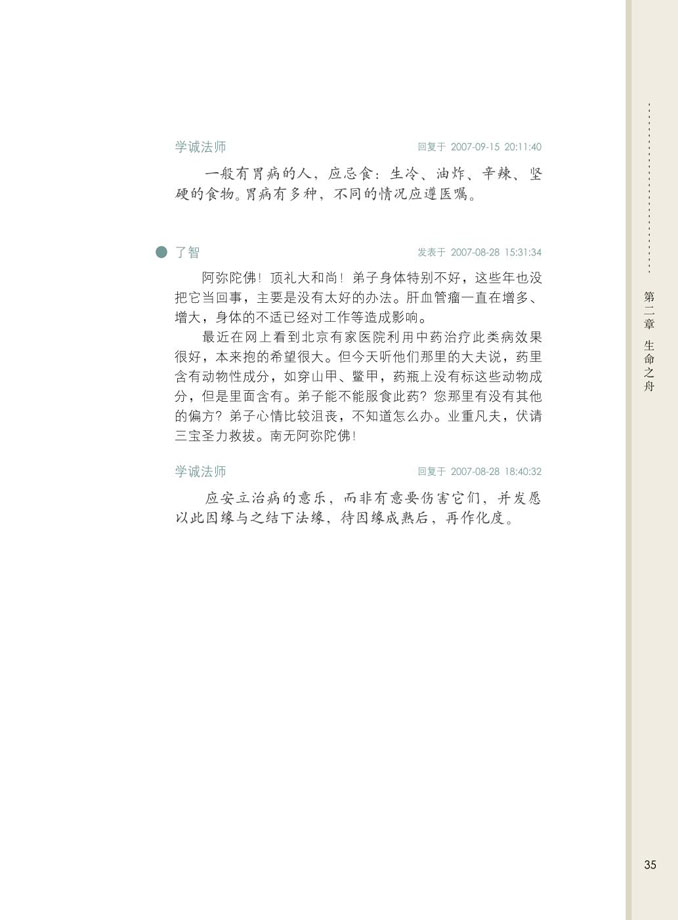 学诚法师 回复于 2007-09-15 20:11:40
一般有胃病的人，应忌食：生冷、油炸、辛辣、坚
硬的食物。胃病有多种，不同的情况应遵医嘱。
了智 发表于 2007-08-28 15:31:34
阿弥陀佛！顶礼大和尚！弟子身体特别不好，这些年也没
把它当回事，主要是没有太好的办法。肝血管瘤一直在增多、
增大，身体的不适已经对工作等造成影响。
最近在网上看到北京有家医院利用中药治疗此类病效果
很好，本来抱的希望很大。但今天听他们那里的大夫说，药里
含有动物性成分，如穿山甲、鳖甲，药瓶上没有标这些动物成
分，但是里面含有。弟子能不能服食此药？您那里有没有其他
的偏方？弟子心情比较沮丧，不知道怎么办。业重凡夫，伏请
三宝圣力救拔。南无阿弥陀佛！
学诚法师 回复于 2007-08-28 18:40:32
应安立治病的意乐，而非有意要伤害它们，并发愿
以此因缘与之结下法缘，待因缘成熟后，再作化度。
第二章 生命之舟
35